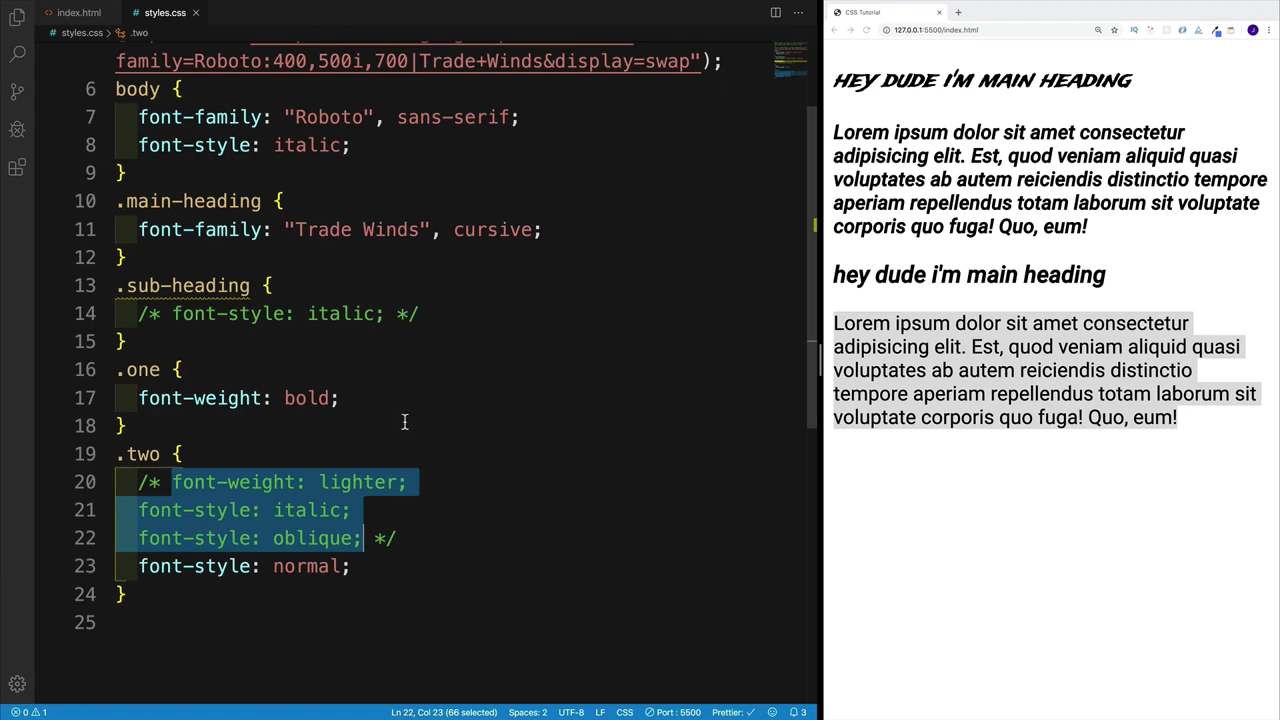 index.html
styles.css
styles.css > .two
family=Roboto:400,500i,700|Trade+Winds&display=swap");
6 body {
7 font-family: "Roboto", sans-serif;
8 font-style: italic;
9 }
10 .main-heading {
11 font-family: "Trade Winds", cursive;
12 }
13 .sub-heading {
14 /* font-style: italic; */
15 }
16 .one {
17 font-weight: bold;
18 }
19 .two {
20 /* font-weight: lighter;
21 font-style: italic;
22 font-style: oblique; */
23 font-style: normal;
24 }
25
0 1 Ln 22, Col 23 (66 selected) Spaces: 2 UTF-8 LF CSS Port : 5500 Prettier: ✓ 3
CSS Tutorial
127.0.0.1:5500/index.html
IQ
J
HEY DUDE I'M MAIN HEADING
Lorem ipsum dolor sit amet consectetur
adipisicing elit. Est, quod veniam aliquid quasi
voluptates ab autem reiciendis distinctio tempore
aperiam repellendus totam laborum sit voluptate
corporis quo fuga! Quo, eum!
hey dude i'm main heading
Lorem ipsum dolor sit amet consectetur
adipisicing elit. Est, quod veniam aliquid quasi
voluptates ab autem reiciendis distinctio
tempore aperiam repellendus totam laborum sit
voluptate corporis quo fuga! Quo, eum!